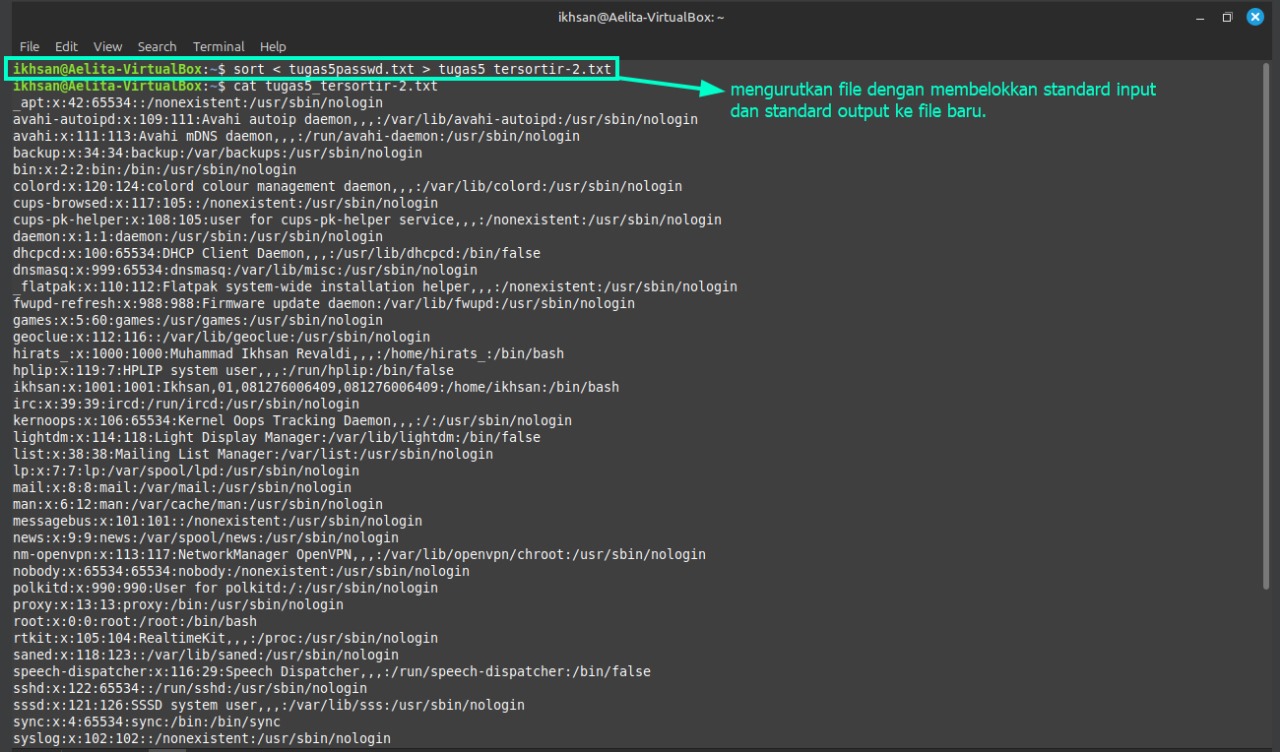 ikhsan@Aelita-VirtualBox: ~
File Edit View Search Terminal Help
ikhsan@Aelita-VirtualBox:~$ sort < tugas5passwd.txt > tugas5_tersortir-2.txt
mengurutkan file dengan membelokkan standard input
dan standard output ke file baru.
ikhsan@Aelita-VirtualBox:~$ cat tugas5_tersortir-2.txt
_apt:x:42:65534::/nonexistent:/usr/sbin/nologin
avahi-autoipd:x:109:111:Avahi autoip daemon,,,:/var/lib/avahi-autoipd:/usr/sbin/nologin
avahi:x:111:113:Avahi mDNS daemon,,,:/run/avahi-daemon:/usr/sbin/nologin
backup:x:34:34:backup:/var/backups:/usr/sbin/nologin
bin:x:2:2:bin:/bin:/usr/sbin/nologin
colord:x:120:124:colord colour management daemon,,,:/var/lib/colord:/usr/sbin/nologin
cups-browsed:x:117:105::/nonexistent:/usr/sbin/nologin
cups-pk-helper:x:108:105:user for cups-pk-helper service,,,:/nonexistent:/usr/sbin/nologin
daemon:x:1:1:daemon:/usr/sbin:/usr/sbin/nologin
dhcpcd:x:100:65534:DHCP Client Daemon,,,:/usr/lib/dhcpcd:/bin/false
dnsmasq:x:999:65534:dnsmasq:/var/lib/misc:/usr/sbin/nologin
_flatpak:x:110:112:Flatpak system-wide installation helper,,,:/nonexistent:/usr/sbin/nologin
fwupd-refresh:x:988:988:Firmware update daemon:/var/lib/fwupd:/usr/sbin/nologin
games:x:5:60:games:/usr/games:/usr/sbin/nologin
geoclue:x:112:116::/var/lib/geoclue:/usr/sbin/nologin
hirats_:x:1000:1000:Muhammad Ikhsan Revaldi,,,:/home/hirats_:/bin/bash
hplip:x:119:7:HPLIP system user,,,:/run/hplip:/bin/false
ikhsan:x:1001:1001:Ikhsan,01,081276006409,081276006409:/home/ikhsan:/bin/bash
irc:x:39:39:ircd:/run/ircd:/usr/sbin/nologin
kernoops:x:106:65534:Kernel Oops Tracking Daemon,,,:/:/usr/sbin/nologin
lightdm:x:114:118:Light Display Manager:/var/lib/lightdm:/bin/false
list:x:38:38:Mailing List Manager:/var/list:/usr/sbin/nologin
lp:x:7:7:lp:/var/spool/lpd:/usr/sbin/nologin
mail:x:8:8:mail:/var/mail:/usr/sbin/nologin
man:x:6:12:man:/var/cache/man:/usr/sbin/nologin
messagebus:x:101:101::/nonexistent:/usr/sbin/nologin
news:x:9:9:news:/var/spool/news:/usr/sbin/nologin
nm-openvpn:x:113:117:NetworkManager OpenVPN,,,:/var/lib/openvpn/chroot:/usr/sbin/nologin
nobody:x:65534:65534:nobody:/nonexistent:/usr/sbin/nologin
polkitd:x:990:990:User for polkitd:/:/usr/sbin/nologin
proxy:x:13:13:proxy:/bin:/usr/sbin/nologin
root:x:0:0:root:/root:/bin/bash
rtkit:x:105:104:RealtimeKit,,,:/proc:/usr/sbin/nologin
saned:x:118:123::/var/lib/saned:/usr/sbin/nologin
speech-dispatcher:x:116:29:Speech Dispatcher,,,:/run/speech-dispatcher:/bin/false
sshd:x:122:65534::/run/sshd:/usr/sbin/nologin
sssd:x:121:126:SSSD system user,,,:/var/lib/sss:/usr/sbin/nologin
sync:x:4:65534:sync:/bin:/bin/sync
syslog:x:102:102::/nonexistent:/usr/sbin/nologin